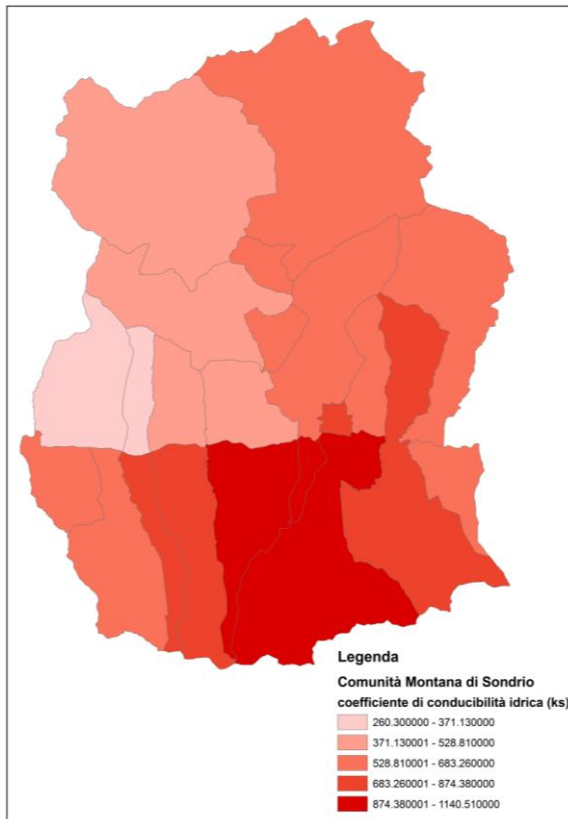 Legenda
Comunità Montana di Sondrio
coefficiente di conducibilità idrica (ks)
260.300000 - 371.130000
371.130001 - 528.810000
528.810001 - 683.260000
683.260001 - 874.380000
874.380001 - 1140.510000